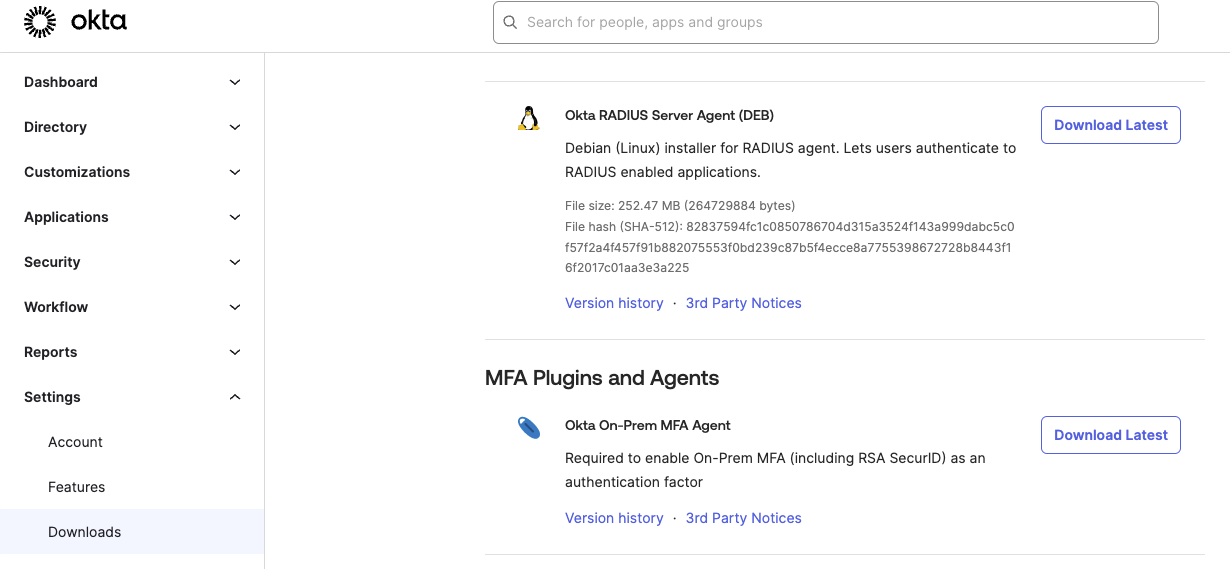 okta
Search for people, apps and groups
Dashboard
Directory
Customizations
Applications
Security
Workflow
Reports
Settings
Account
Features
Downloads
Okta RADIUS Server Agent (DEB)
Download Latest
Debian (Linux) installer for RADIUS agent. Lets users authenticate to
RADIUS enabled applications.
File size: 252.47 MB (264729884 bytes)
File hash (SHA-512): 82837594fc1c0850786704d315a3524f143a999dabc5c0
f57f2a4f457f91b882075553f0bd239c87b5f4ecce8a7755398672728b8443f1
6f2017c01aa3e3a225
Version history · 3rd Party Notices
MFA Plugins and Agents
Okta On-Prem MFA Agent
Download Latest
Required to enable On-Prem MFA (including RSA SecurID) as an
authentication factor
Version history · 3rd Party Notices